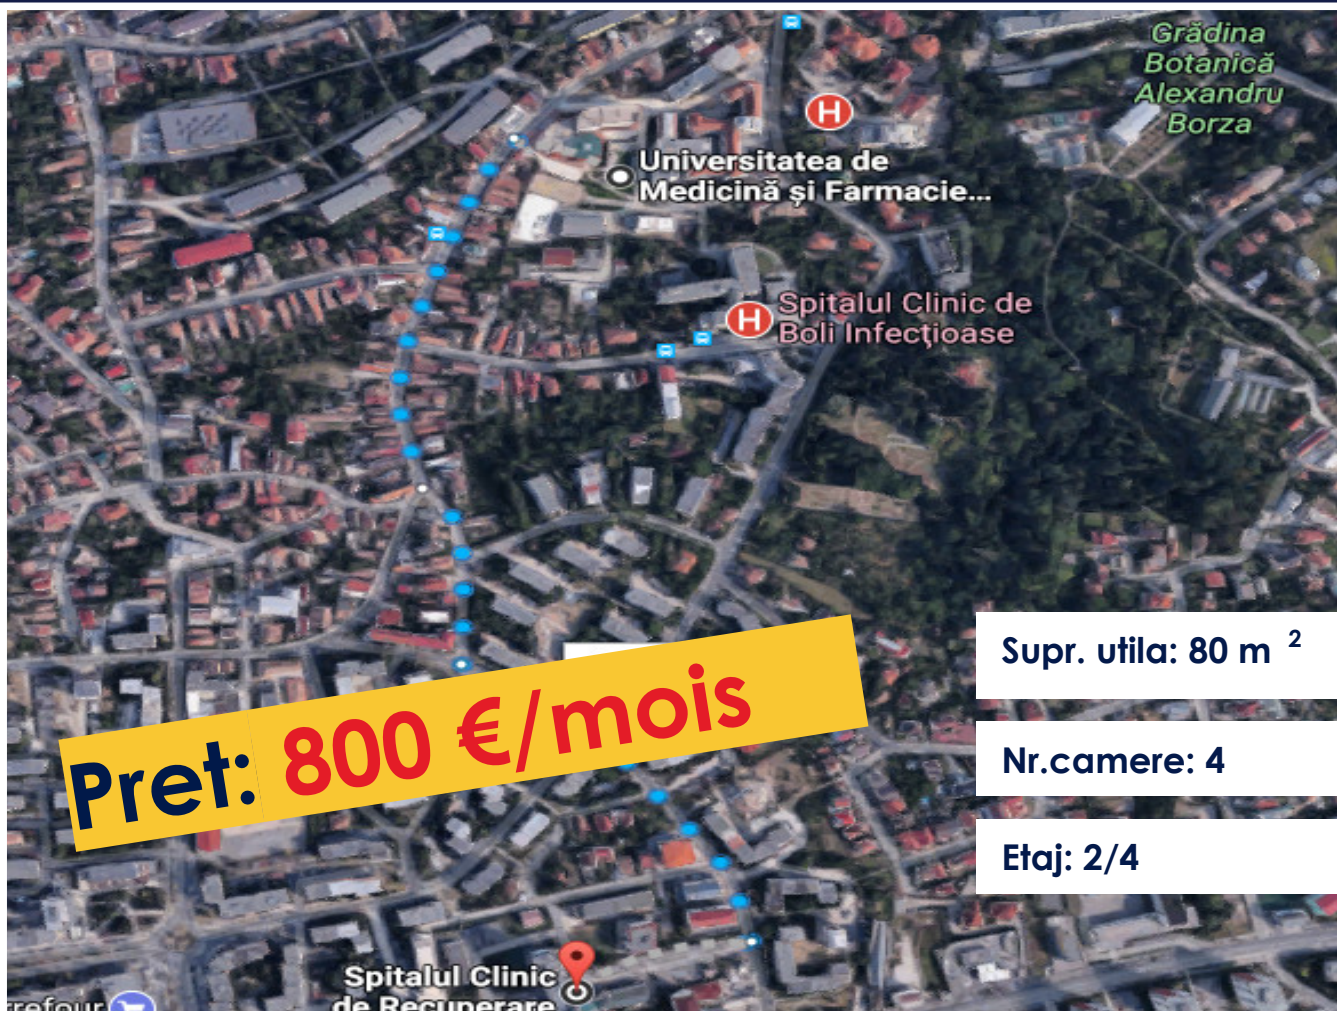 Grădina
Botanică
Alexandru
Borza
H
Universitatea de
Medicină și Farmacie...
H
Spitalul Clinic de
Boli Infecțioase
Supr. utila: 80 m ²
Pret: 800 €/mois
Nr.camere: 4
Etaj: 2/4
Spitalul Clinic
de Recuperare
rrefour